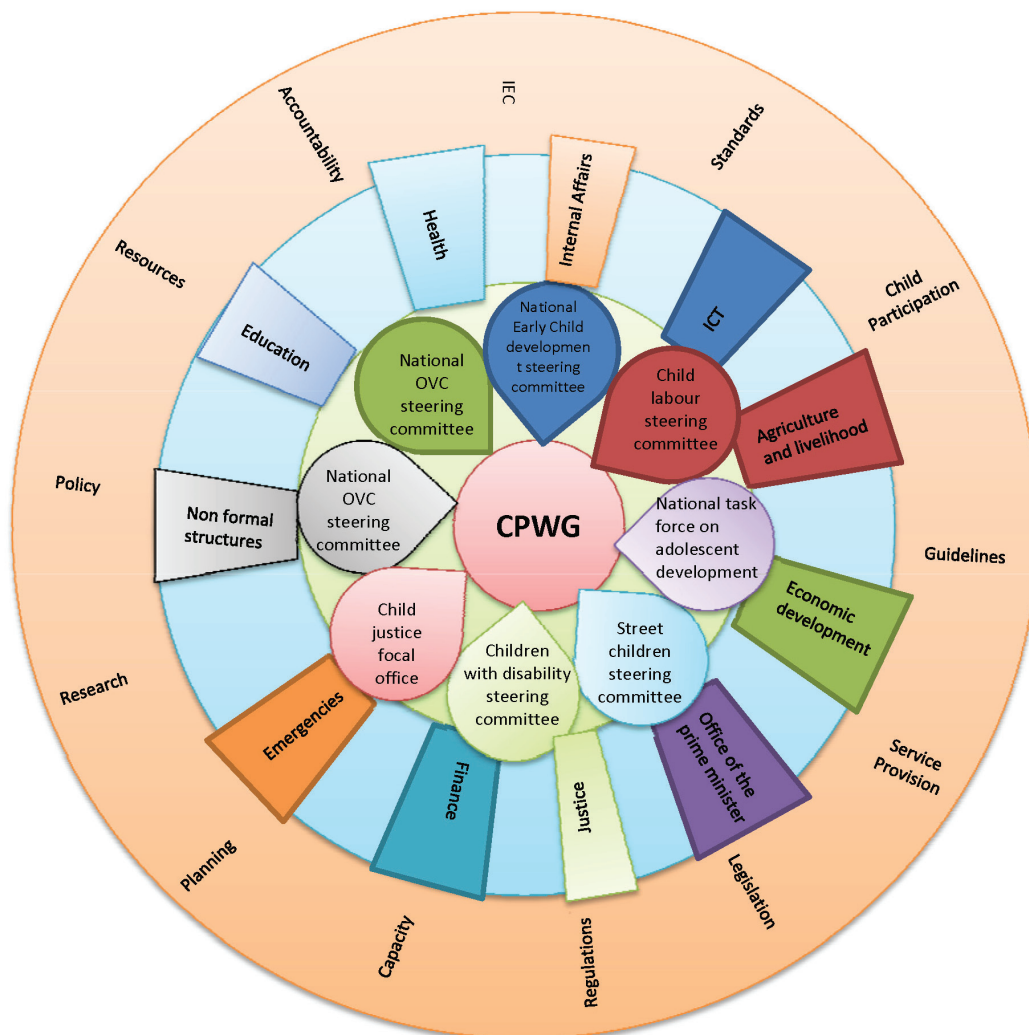 IEC
Standards
Child
Participation
Guidelines
Service
Provision
Legislation
Regulations
Capacity
Planning
Research
Policy
Resources
Accountability
Health
Internal Affairs
ICT
Agriculture
and livelihood
Economic
development
Office of the
prime minister
Justice
Finance
Emergencies
Non formal
structures
Education
National
Early Child
developmen
t steering
committee
Child
labour
steering
committee
National task
force on
adolescent
development
Street
children
steering
committee
Children
with disability
steering
committee
Child
justice
focal
office
National
OVC
steering
committee
National
OVC
steering
committee
CPWG